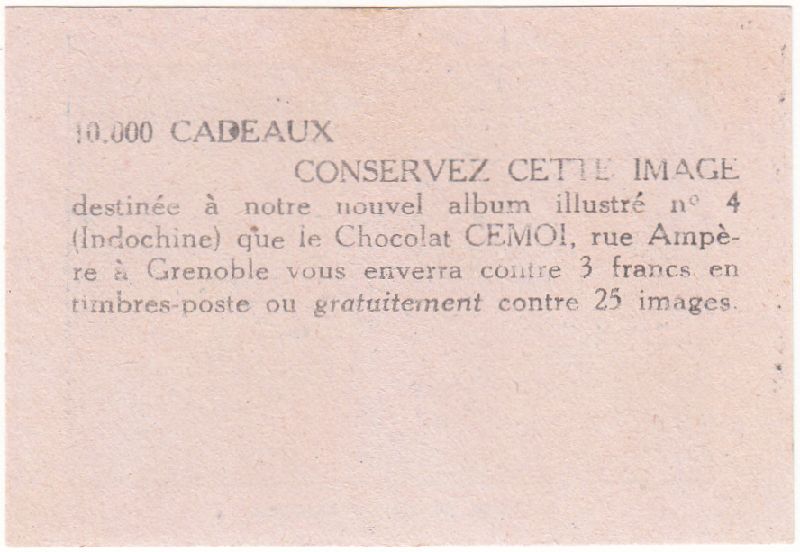 10.000 CADEAUX
CONSERVEZ CETTE IMAGE
destinée à notre nouvel album illustré n° 4
(Indochine) que le Chocolat CEMOI, rue Ampè-
re à Grenoble vous enverra contre 3 francs en
timbres-poste ou gratuitement contre 25 images.